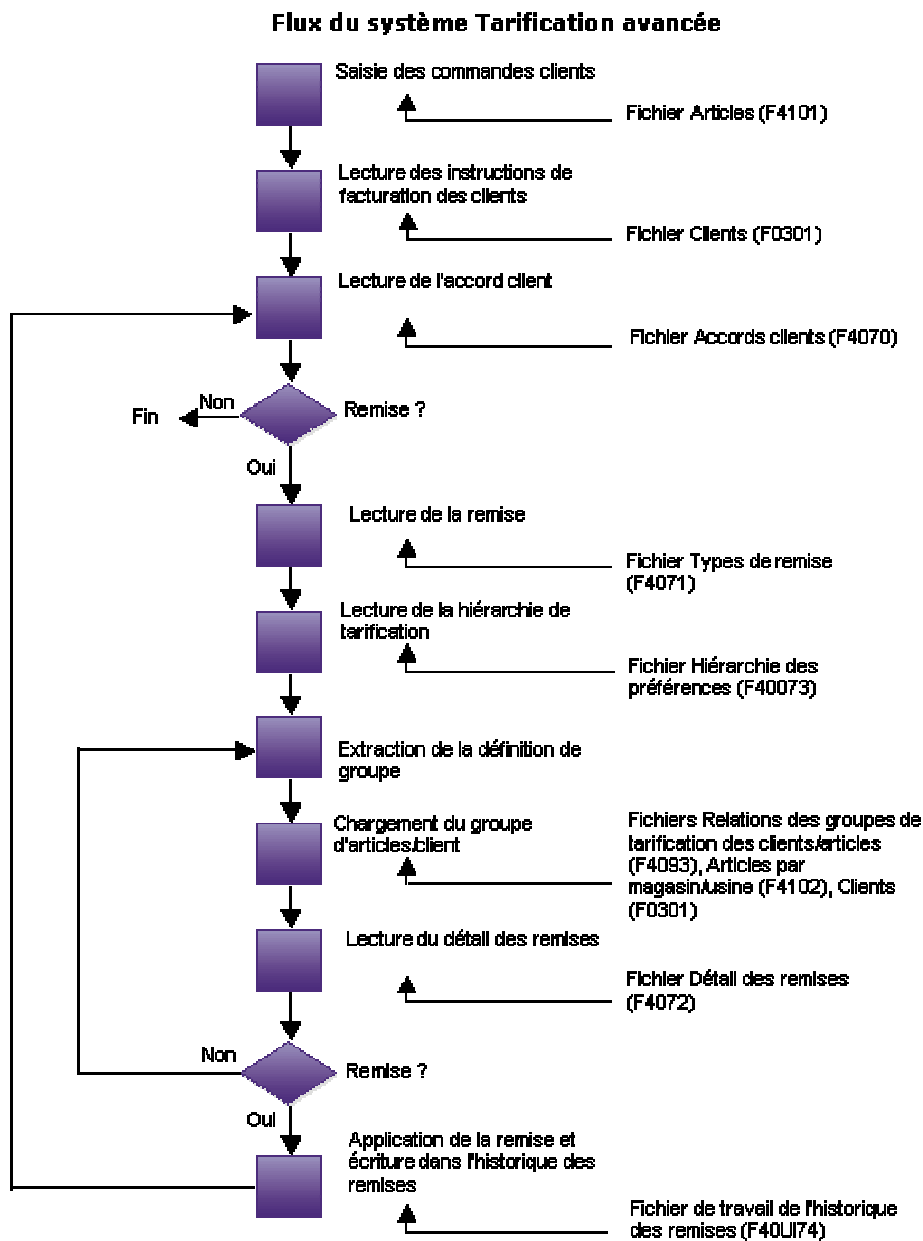 Flux du système Tarification avancée
Saisie des commandes clients
Fichier Articles (F4101)
Lecture des instructions de
facturation des clients
Fichier Clients (F0301)
Lecture de l'accord client
Fichier Accords clients (F4070)
Remise ?
Non
Fin
Oui
Lecture de la remise
Fichier Types de remise
(F4071)
Lecture de la hiérarchie de
tarification
Fichier Hiérarchie des
préférences (F40073)
Extraction de la définition de
groupe
Chargement du groupe
d'articles/client
Fichiers Relations des groupes de
tarification des clients/articles
(F4093), Articles par
magasin/usine (F4102), Clients
(F0301)
Lecture du détail des remises
Fichier Détail des remises
(F4072)
Non
Remise ?
Oui
Application de la remise et
écriture dans l'historique des
remises
Fichier de travail de l'historique
des remises (F40UI74)